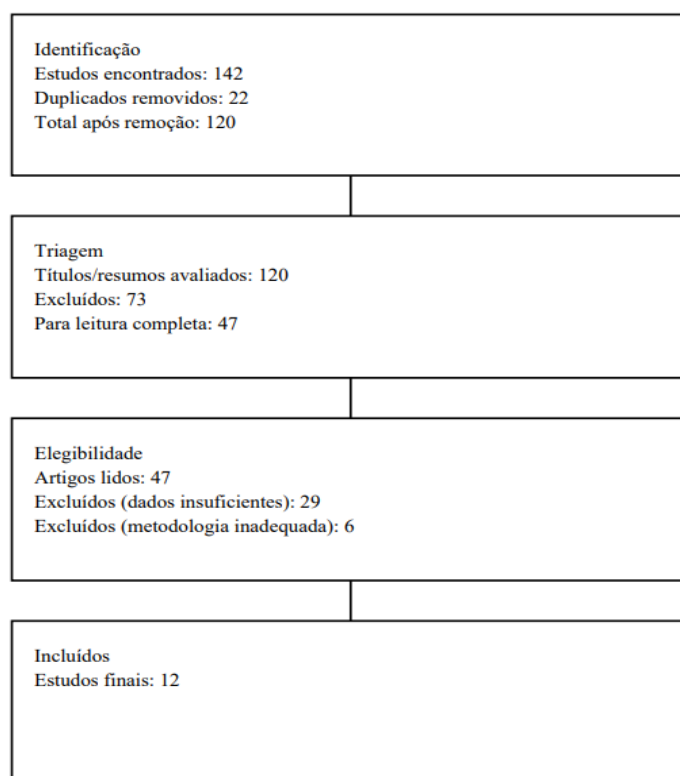 Identificação
Estudos encontrados: 142
Duplicados removidos: 22
Total após remoção: 120
Triagem
Títulos/resumos avaliados: 120
Excluídos: 73
Para leitura completa: 47
Elegibilidade
Artigos lidos: 47
Excluídos (dados insuficientes): 29
Excluídos (metodologia inadequada): 6
Incluídos
Estudos finais: 12